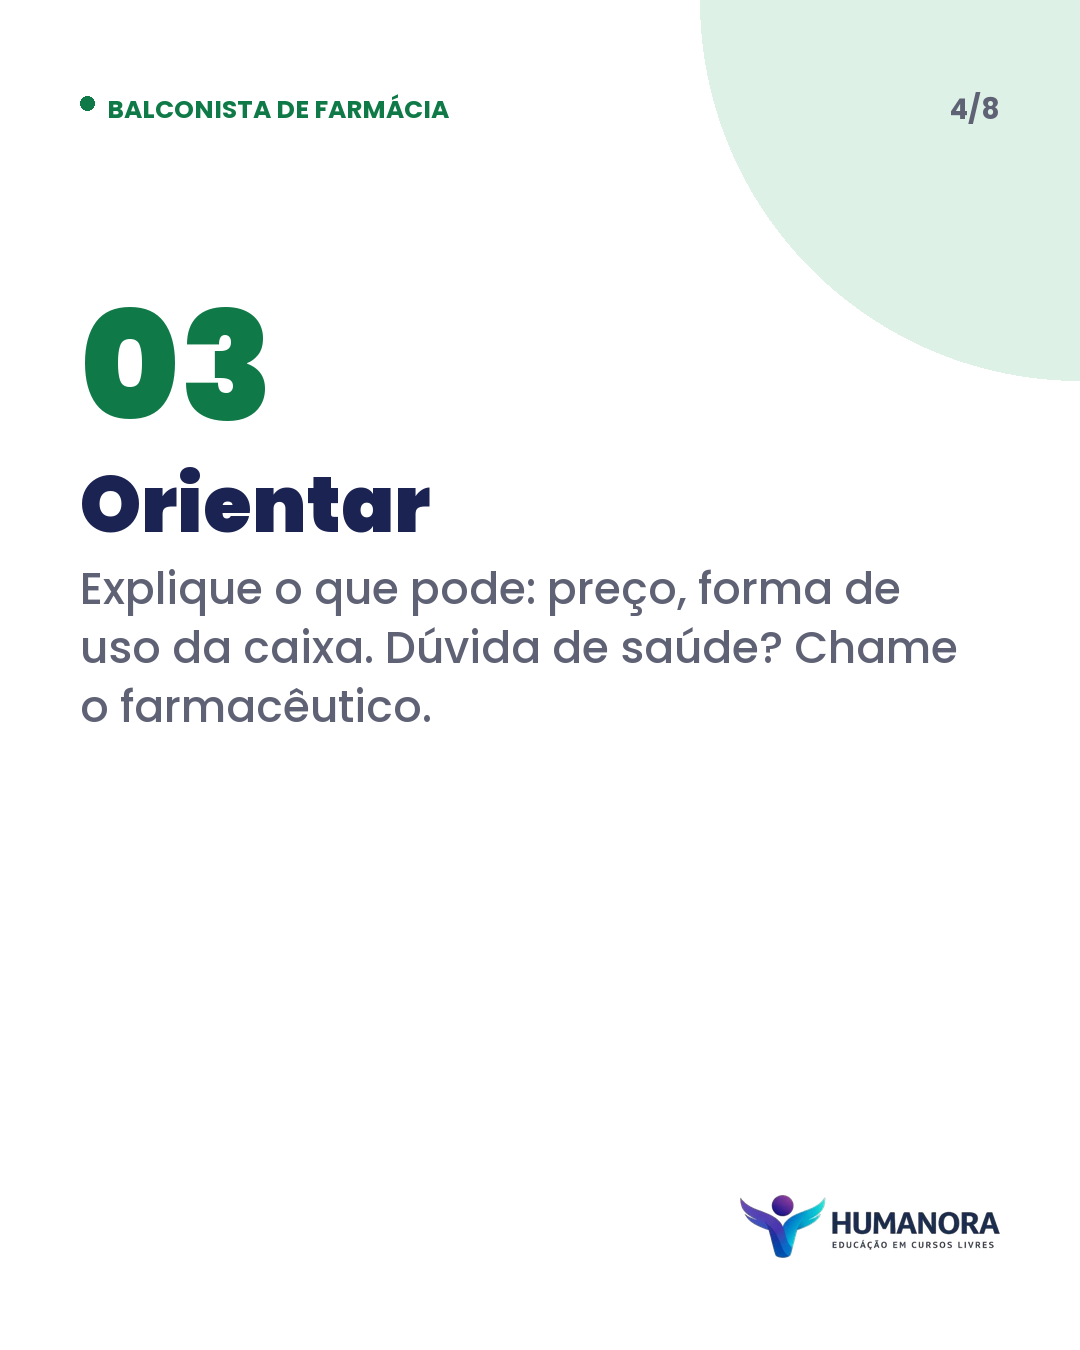 BALCONISTA DE FARMÁCIA
4/8
03
Orientar
Explique o que pode: preço, forma de
uso da caixa. Dúvida de saúde? Chame
o farmacêutico.
HUMANORA
EDUCÁÇÃO EM CURSOS LIVRES